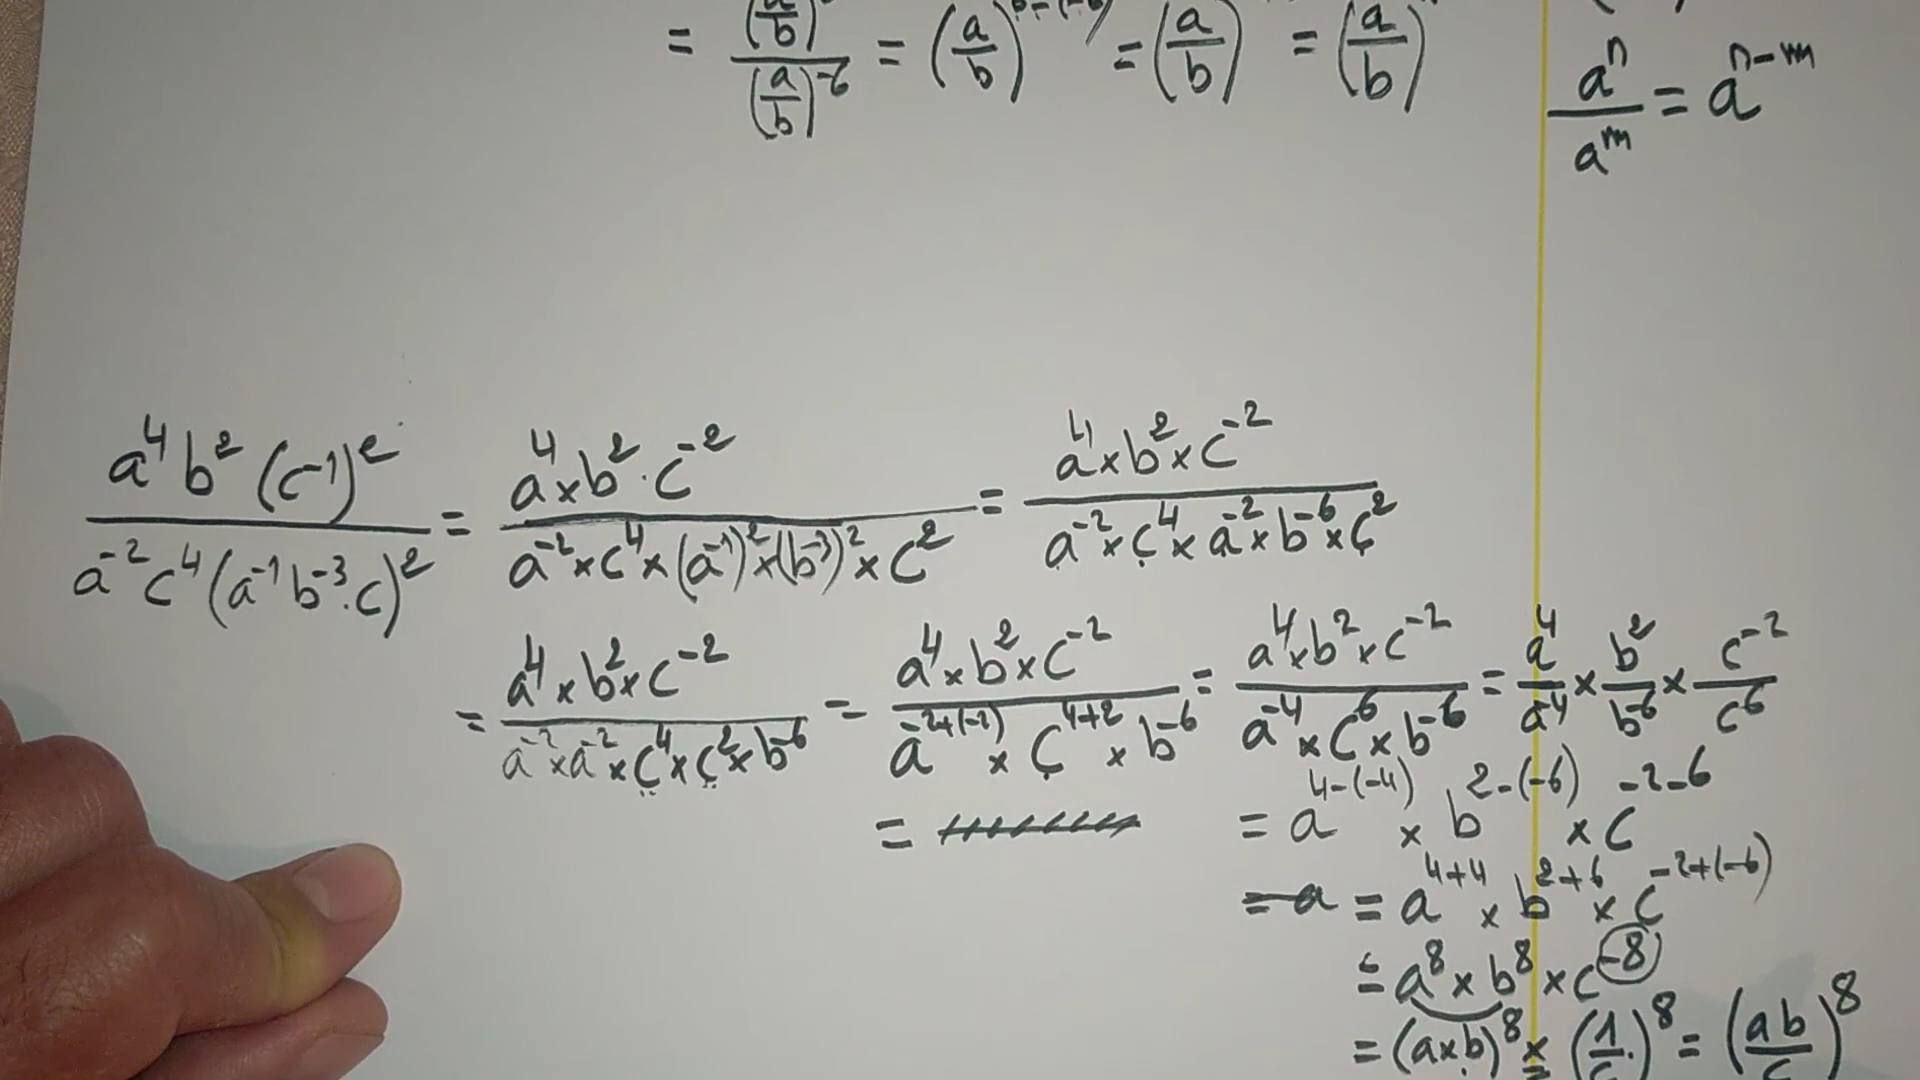 = (a/b) / (a/b)^-6 = (a/b) = (a/b) = (a/b)
a^n / a^m = a^n-m
a^4 b^2 (c^-1)^2 / a^-2 c^4 (a^-1 b^-3 . c)^2 = a^4 × b^2 . c^-2 / a^-2 × c^4 × (a^-1)^2 × (b^-3)^2 × c^2 = a^4 × b^2 × c^-2 / a^-2 × c^4 × a^-2 × b^-6 × c^2
= a^4 × b^2 × c^-2 / a^-2 × a^-2 × c^4 × c^2 × b^-6 = a^4 × b^2 × c^-2 / a^-2+(-2) × c^4+2 × b^-6 = a^4 × b^2 × c^-2 / a^-4 × c^6 × b^-6 = a^4 / a^-4 × b^2 / b^-6 × c^-2 / c^6
= = a^4-(-4) × b^2-(-6) × c^-2-6
= a = a^4+4 × b^2+6 × c^-2+(-6)
= a^8 × b^8 × c^-8
= (a×b)^8 × (1/c)^8 = (ab/c)^8